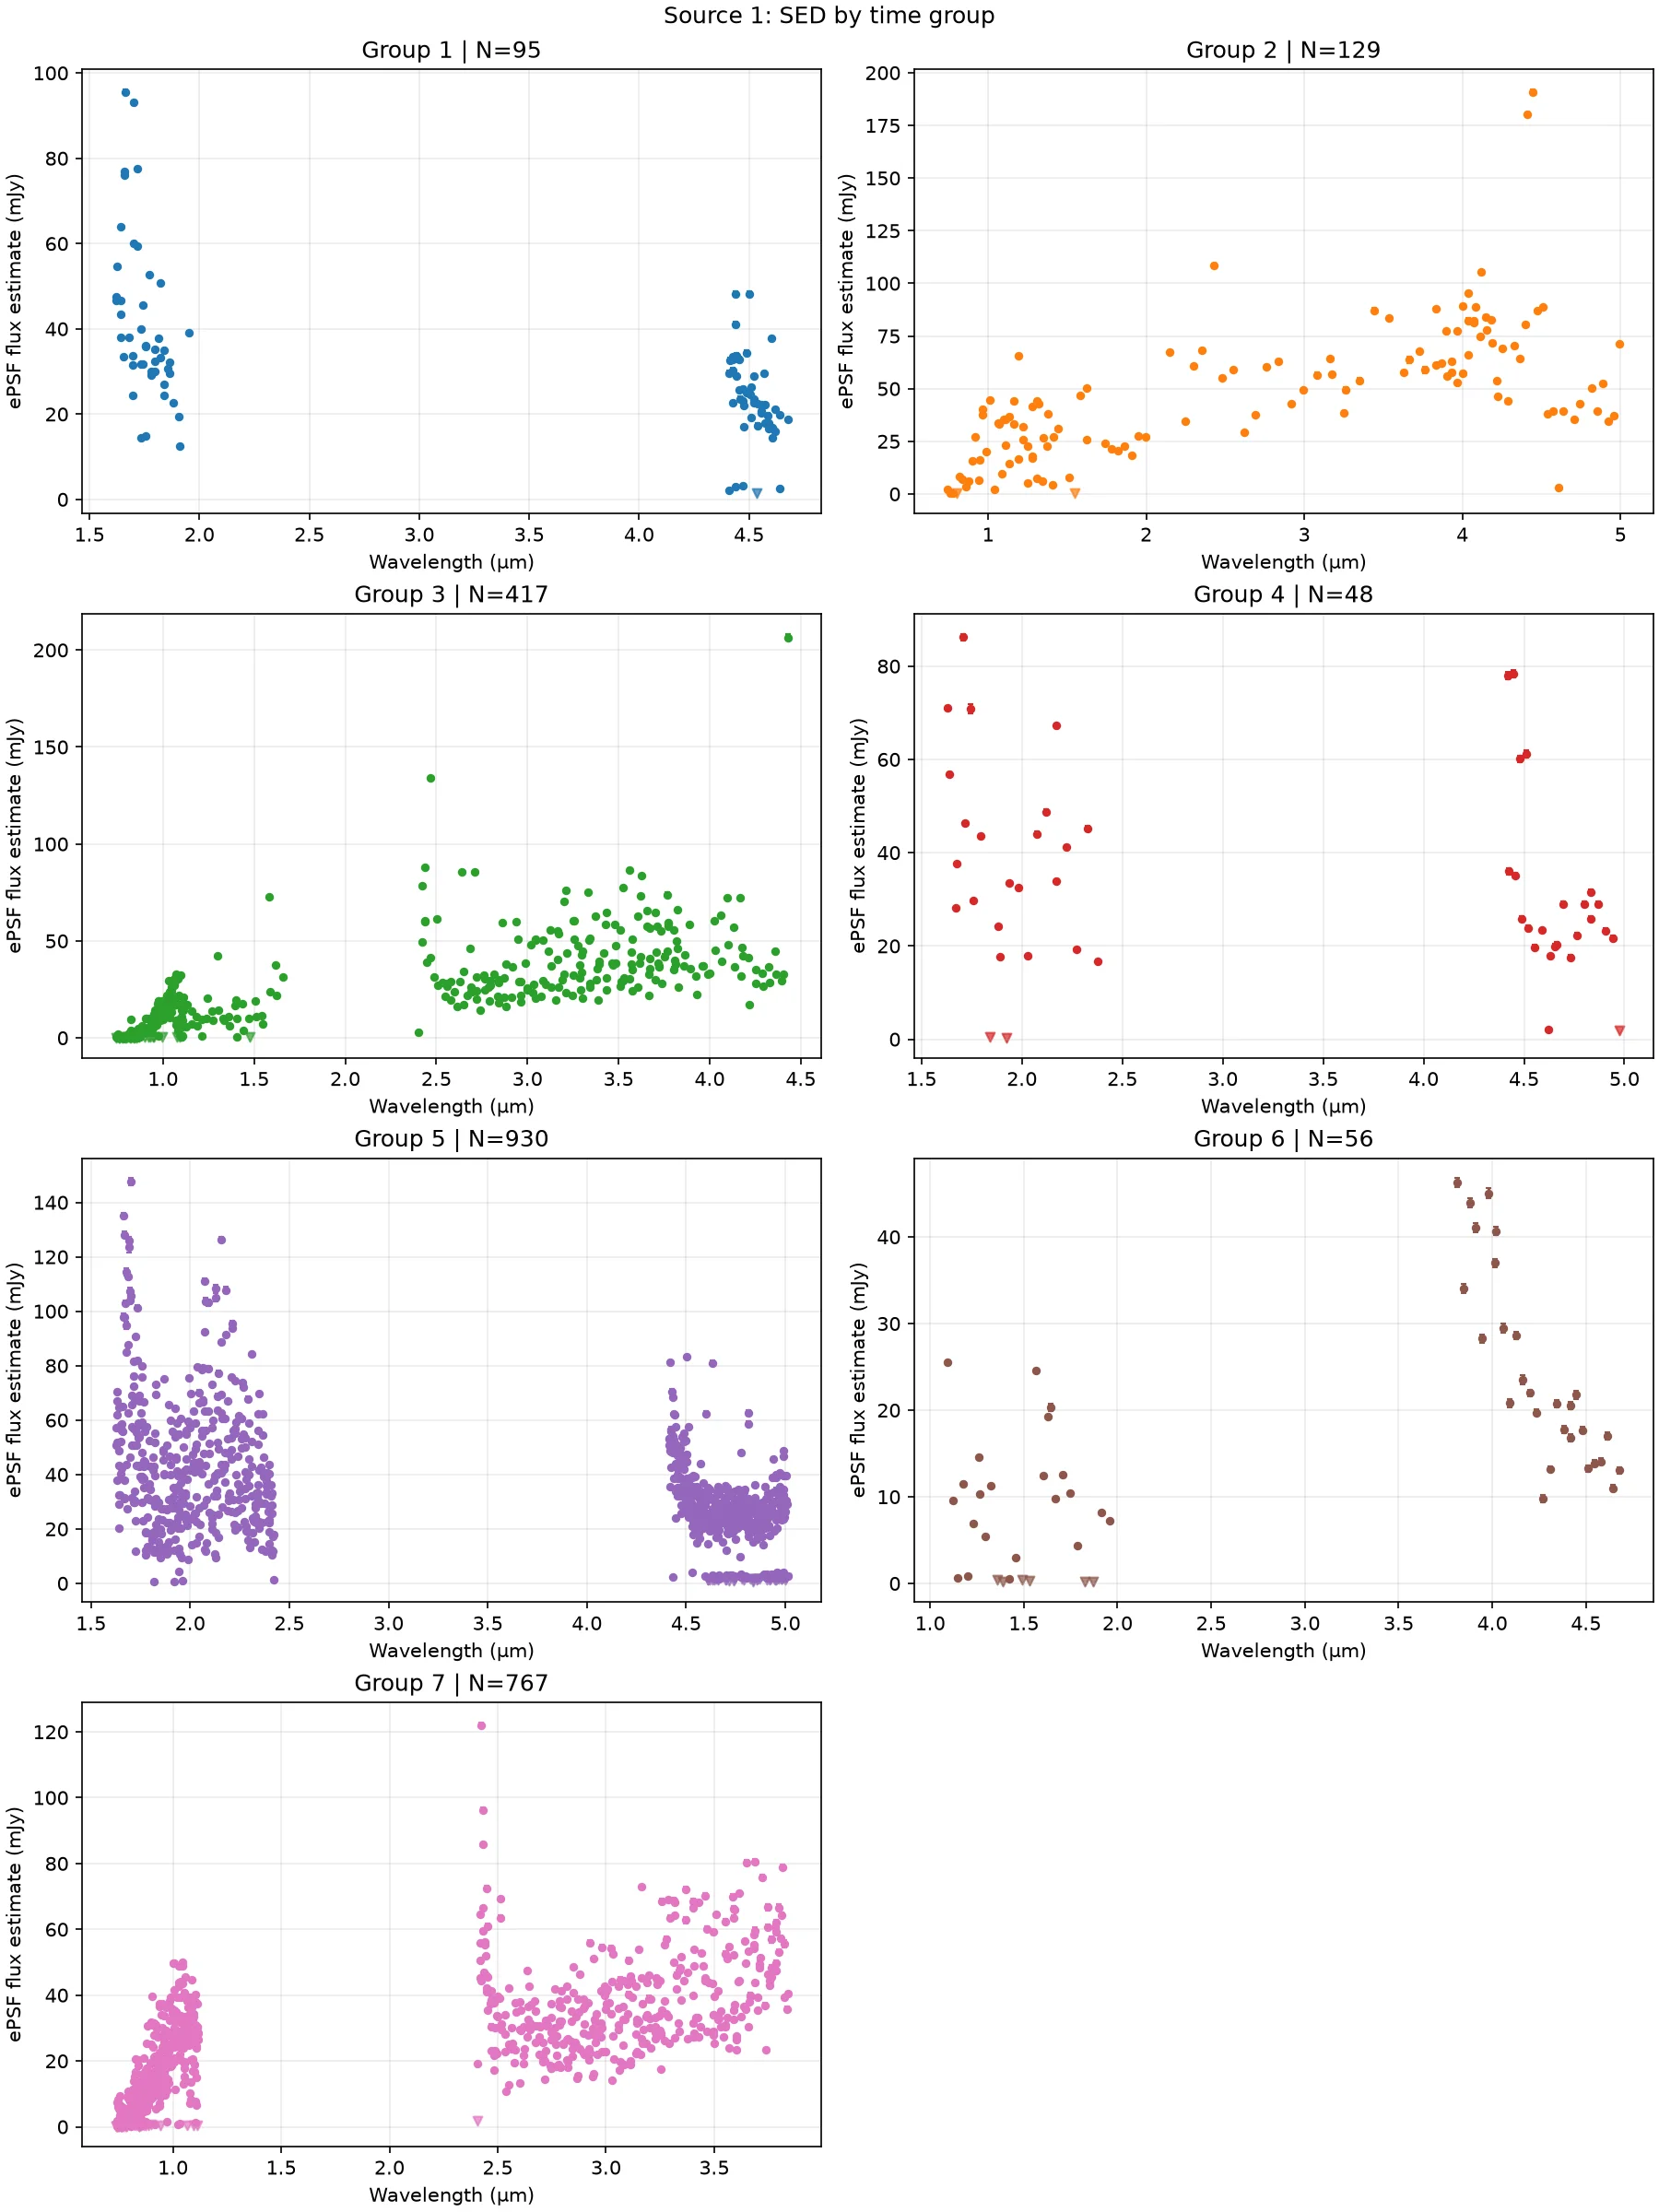 Source 1: SED by time group
Group 1 | N=95
100
80
60
40
20
0
ePSF flux estimate (mJy)
1.5 2.0 2.5 3.0 3.5 4.0 4.5
Wavelength (μm)
Group 2 | N=129
200
175
150
125
100
75
50
25
0
ePSF flux estimate (mJy)
1 2 3 4 5
Wavelength (μm)
Group 3 | N=417
200
150
100
50
0
ePSF flux estimate (mJy)
1.0 1.5 2.0 2.5 3.0 3.5 4.0 4.5
Wavelength (μm)
Group 4 | N=48
80
60
40
20
0
ePSF flux estimate (mJy)
1.5 2.0 2.5 3.0 3.5 4.0 4.5 5.0
Wavelength (μm)
Group 5 | N=930
140
120
100
80
60
40
20
0
ePSF flux estimate (mJy)
1.5 2.0 2.5 3.0 3.5 4.0 4.5 5.0
Wavelength (μm)
Group 6 | N=56
40
30
20
10
0
ePSF flux estimate (mJy)
1.0 1.5 2.0 2.5 3.0 3.5 4.0 4.5
Wavelength (μm)
Group 7 | N=767
120
100
80
60
40
20
0
ePSF flux estimate (mJy)
1.0 1.5 2.0 2.5 3.0 3.5
Wavelength (μm)